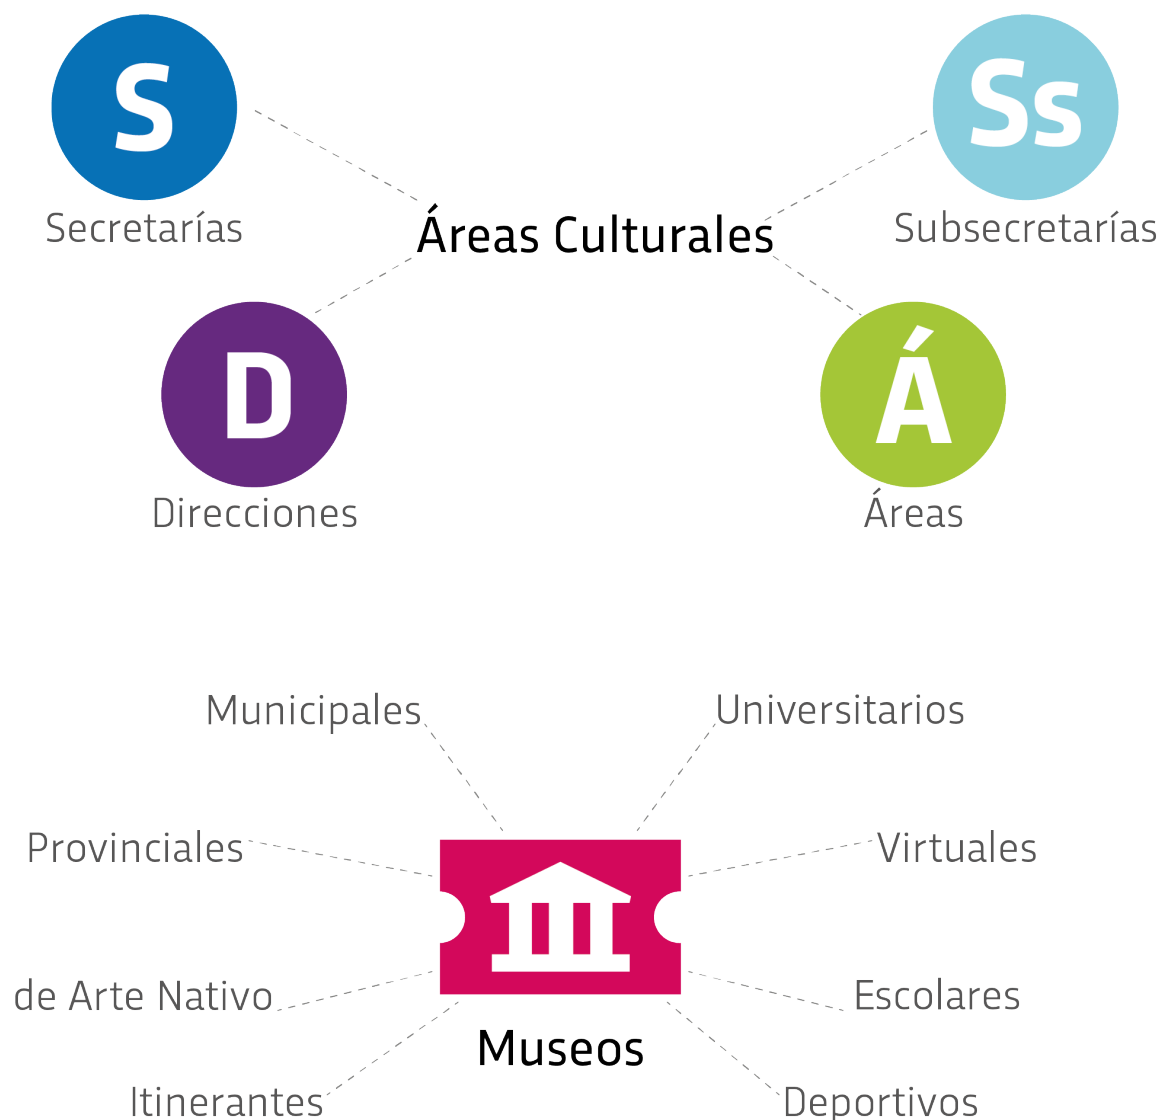 S
Ss
Secretarías
Áreas Culturales
Subsecretarías
D
Á
Direcciones
Áreas
Municipales
Universitarios
Provinciales
Virtuales
de Arte Nativo
Escolares
Museos
Itinerantes
Deportivos